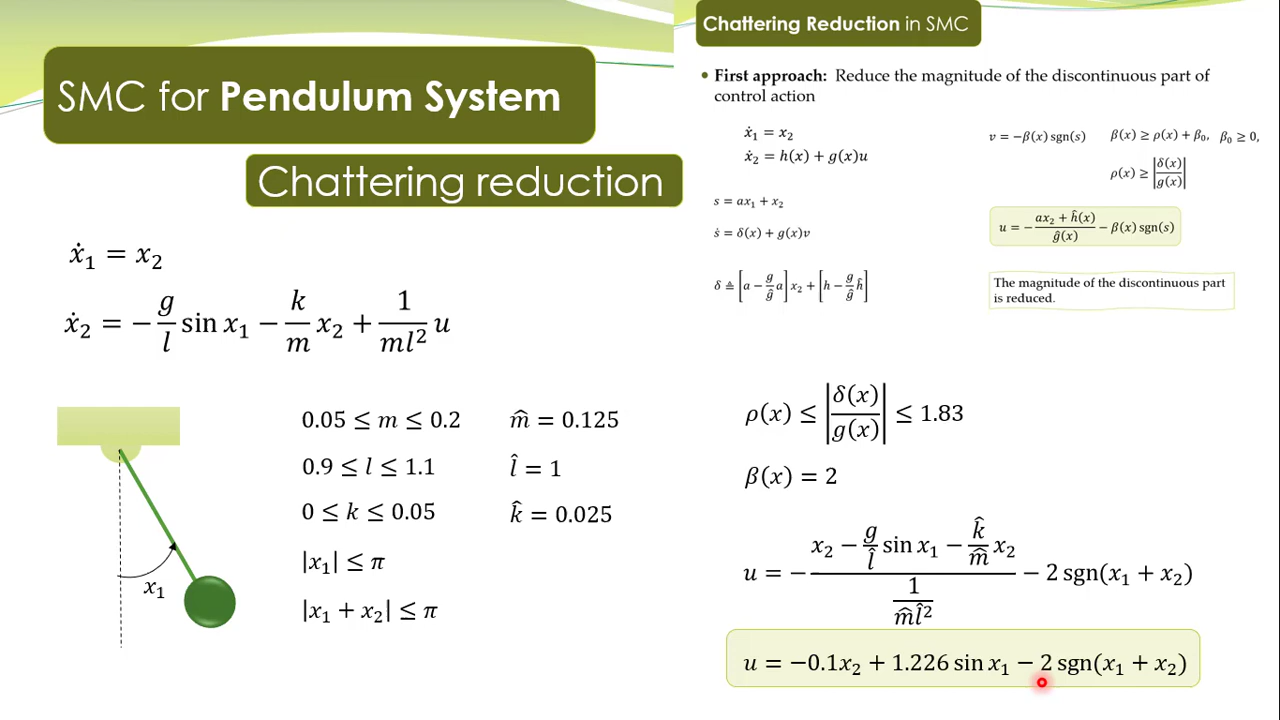 SMC for Pendulum System
Chattering reduction
ẋ₁ = x₂
ẋ₂ = −g/l sin x₁ − k/m x₂ + 1/ml² u
0.05 ≤ m ≤ 0.2 m̂ = 0.125
0.9 ≤ l ≤ 1.1 l̂ = 1
0 ≤ k ≤ 0.05 k̂ = 0.025
|x₁| ≤ π
|x₁ + x₂| ≤ π
x₁
Chattering Reduction in SMC
• First approach: Reduce the magnitude of the discontinuous part of
control action
ẋ₁ = x₂
ẋ₂ = h(x) + g(x)u
s = ax₁ + x₂
ṡ = δ(x) + g(x)v
δ ≜ [a − g/ĝ a] x₂ + [h − g/ĝ ĥ]
v = −β(x) sgn(s) β(x) ≥ ρ(x) + β₀, β₀ ≥ 0,
ρ(x) ≥ |δ(x)/g(x)|
u = − (ax₂ + ĥ(x))/ĝ(x) − β(x) sgn(s)
The magnitude of the discontinuous part
is reduced.
ρ(x) ≤ |δ(x)/g(x)| ≤ 1.83
β(x) = 2
u = − (x₂ − g/l̂ sin x₁ − k̂/m̂ x₂)/(1/m̂l̂²) − 2 sgn(x₁ + x₂)
u = −0.1x₂ + 1.226 sin x₁ − 2 sgn(x₁ + x₂)